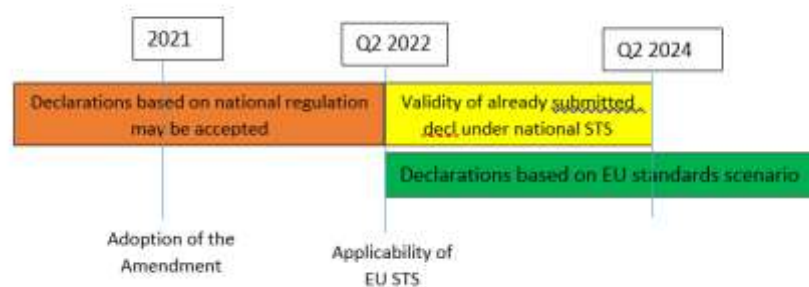 2021
Q2 2022
Q2 2024
Declarations based on national regulation
may be accepted
Validity of already submitted
decl under national STS
Declarations based on EU standards scenario
Adoption of the
Amendment
Applicability of
EU STS